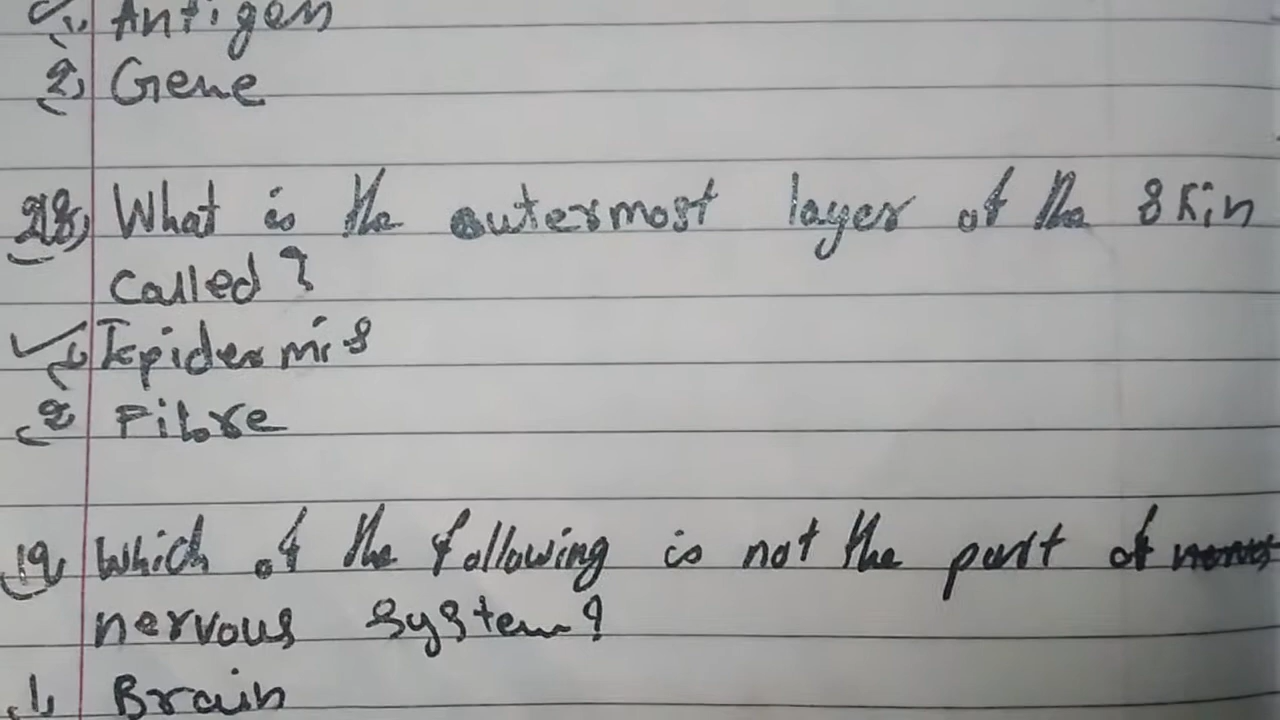 1, Antigen
2, Gene
18, What is the outermost layer of the skin
called?
✓ 1, Epidermis
2, Fibre
19, Which of the following is not the part of
nervous system?
1, Brain